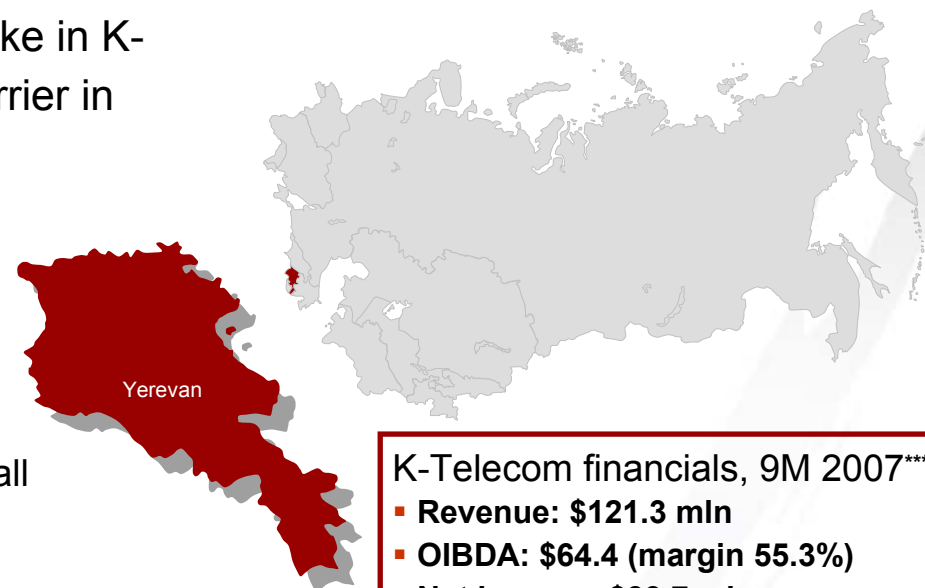 ke in K-
rrier in
Yerevan
all
K-Telecom financials, 9M 2007***
▪ Revenue: $121.3 mln
▪ OIBDA: $64.4 (margin 55.3%)